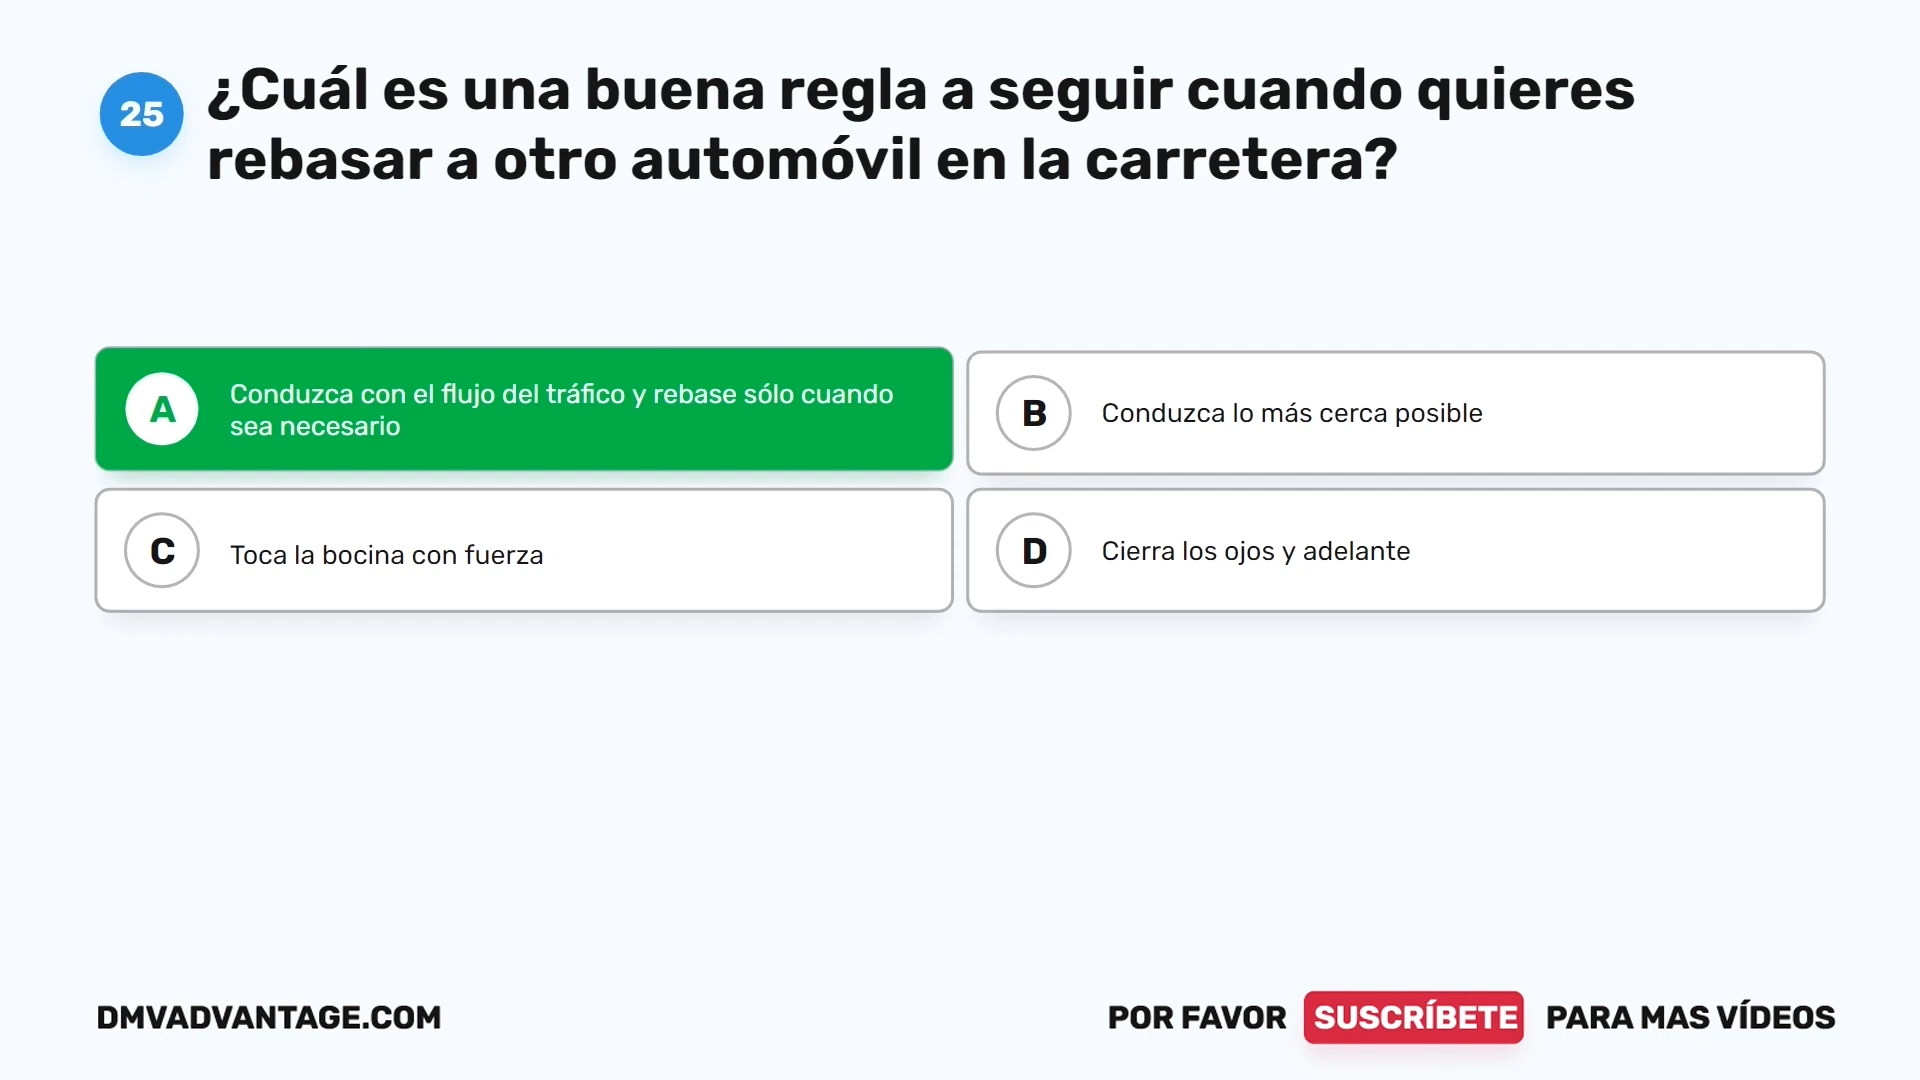 25
¿Cuál es una buena regla a seguir cuando quieres
rebasar a otro automóvil en la carretera?
A
Conduzca con el flujo del tráfico y rebase sólo cuando
sea necesario
B
Conduzca lo más cerca posible
C
Toca la bocina con fuerza
D
Cierra los ojos y adelante
DMVADVANTAGE.COM
POR FAVOR SUSCRÍBETE PARA MAS VÍDEOS